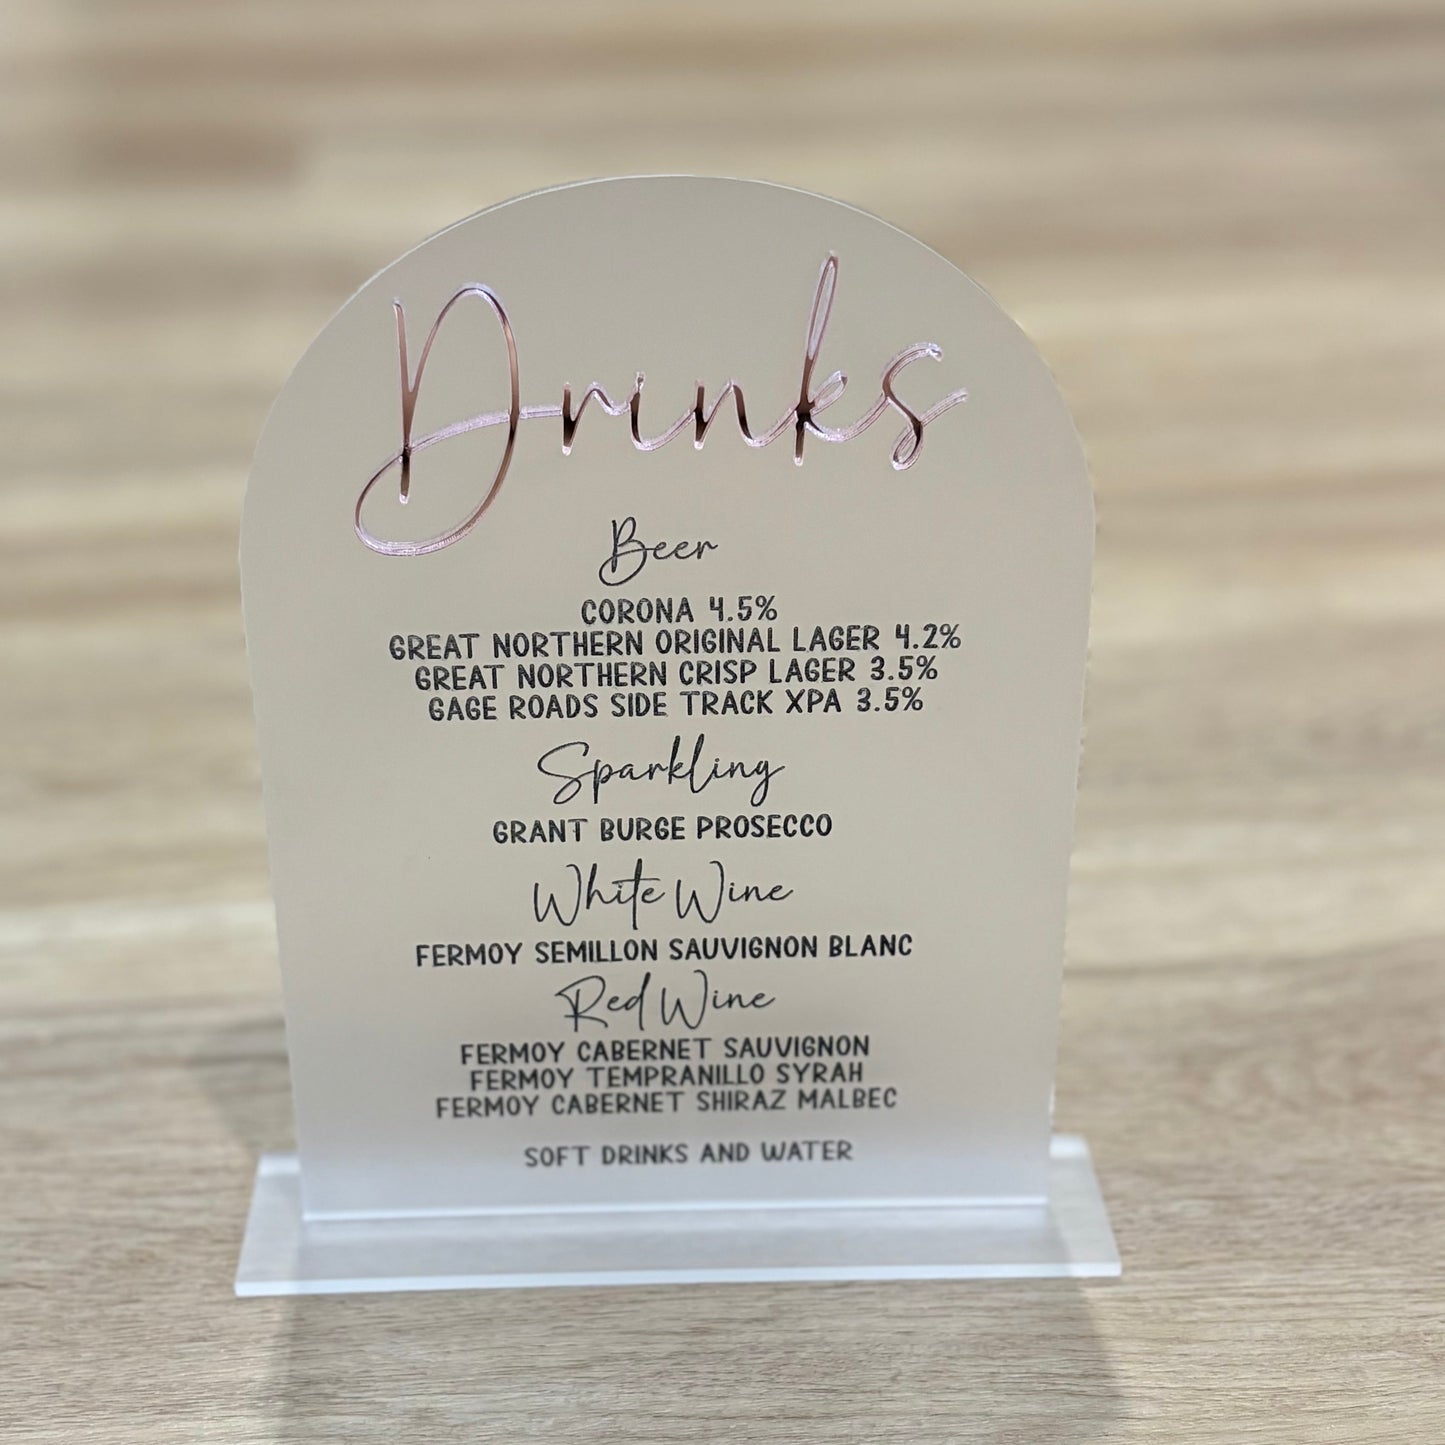 Drinks
Beer
CORONA 4.5%
GREAT NORTHERN ORIGINAL LAGER 4.2%
GREAT NORTHERN CRISP LAGER 3.5%
GAGE ROADS SIDE TRACK XPA 3.5%
Sparkling
GRANT BURGE PROSECCO
White Wine
FERMOY SEMILLON SAUVIGNON BLANC
Red Wine
FERMOY CABERNET SAUVIGNON
FERMOY TEMPRANILLO SYRAH
FERMOY CABERNET SHIRAZ MALBEC
SOFT DRINKS AND WATER